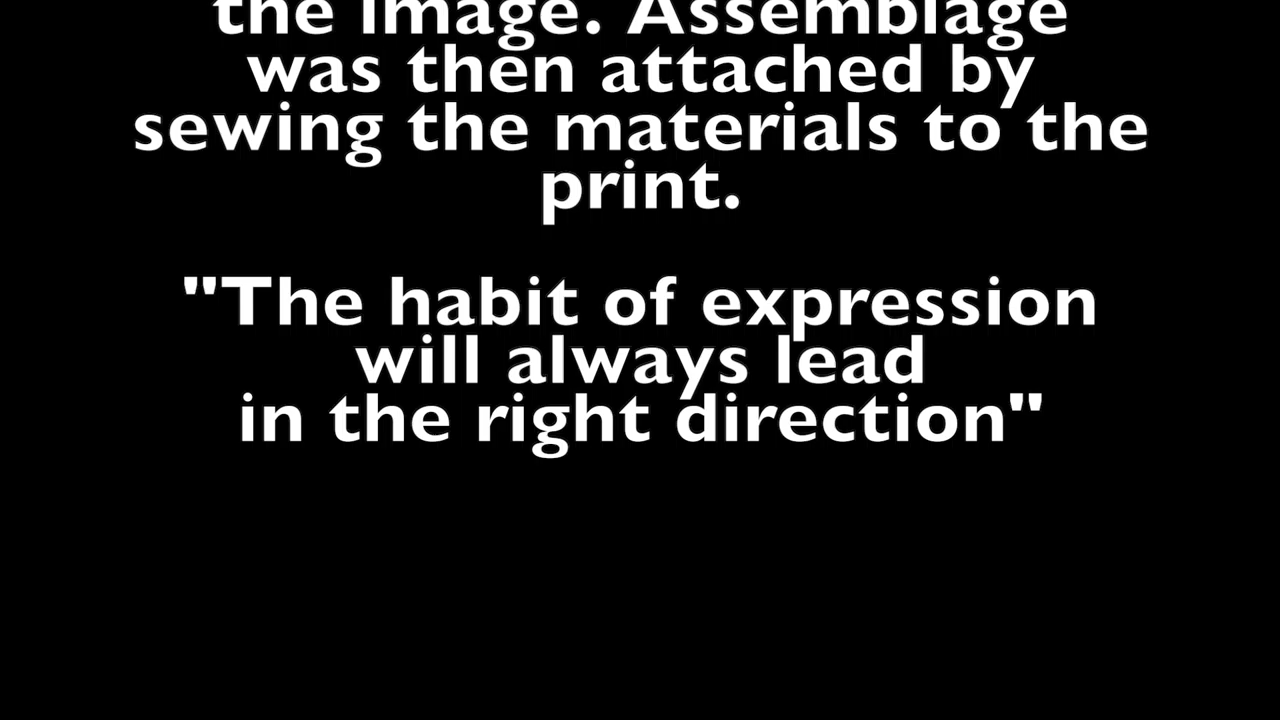 the image. Assemblage
was then attached by
sewing the materials to the
print.
"The habit of expression
will always lead
in the right direction"